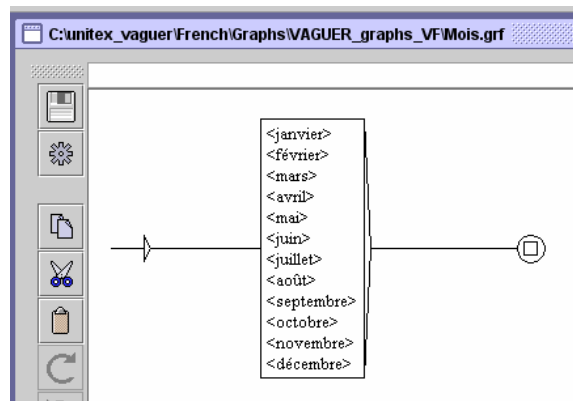 C:\unitex_vaguer\French\Graphs\VAGUER_graphs_VF\Mois.grf
<janvier>
<février>
<mars>
<avril>
<mai>
<juin>
<juillet>
<août>
<septembre>
<octobre>
<novembre>
<décembre>